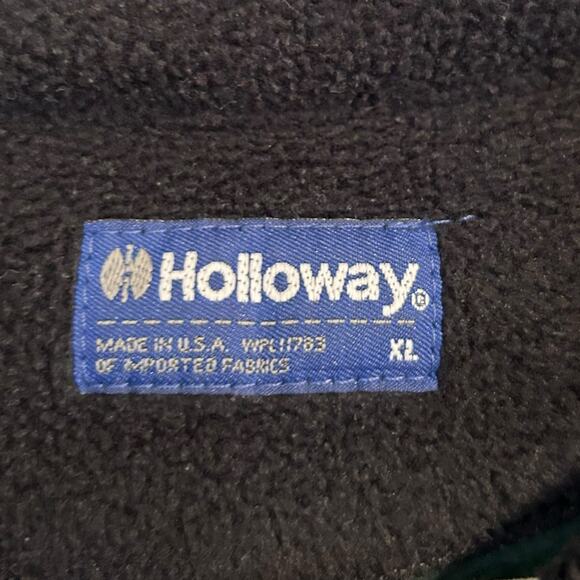 Holloway®
MADE IN U.S.A. WPL11783
OF IMPORTED FABRICS
XL